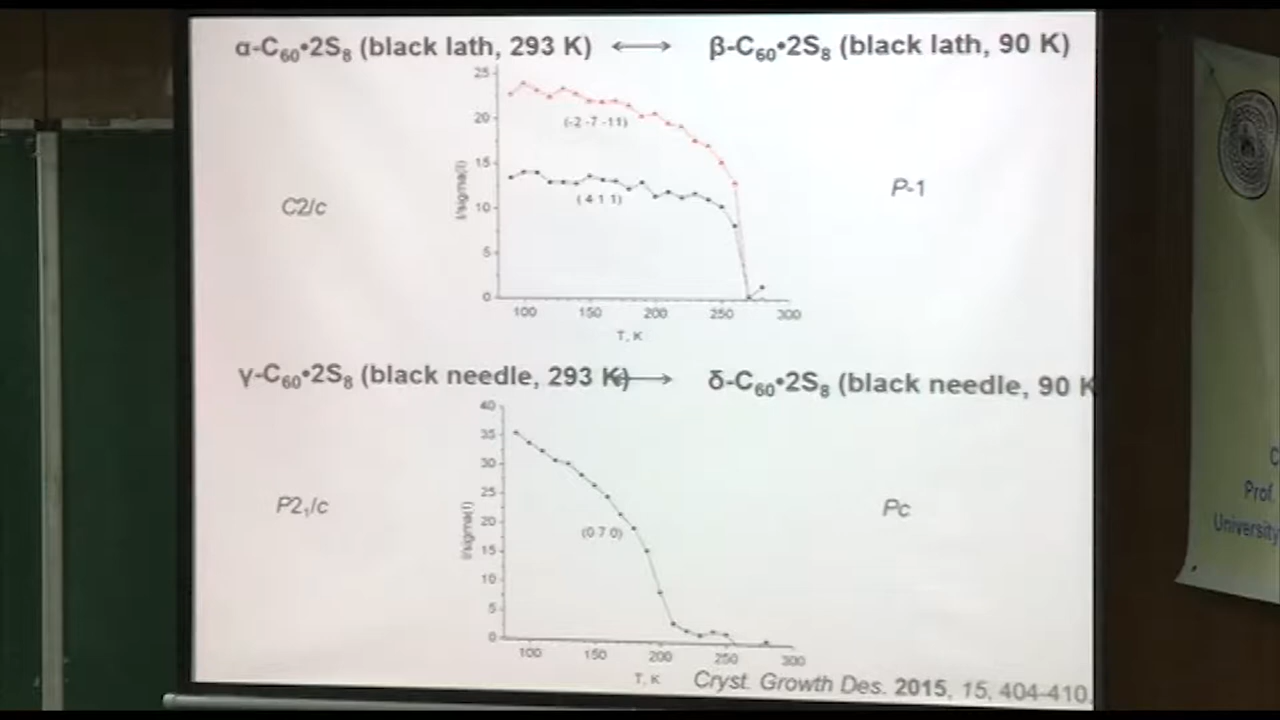 α-C60•2S8 (black lath, 293 K) ⟷ β-C60•2S8 (black lath, 90 K)
25
20
15
10
5
0
I/sigma(I)
(-2 -7 -11)
(4 1 1)
100 150 200 250 300
T, K
C2/c
P-1
γ-C60•2S8 (black needle, 293 K) ⟷ δ-C60•2S8 (black needle, 90 K
40
35
30
25
20
15
10
5
0
I/sigma(I)
(0 7 0)
100 150 200 250 300
T, K
P21/c
Pc
Cryst. Growth Des. 2015, 15, 404-410.
Prof.
University